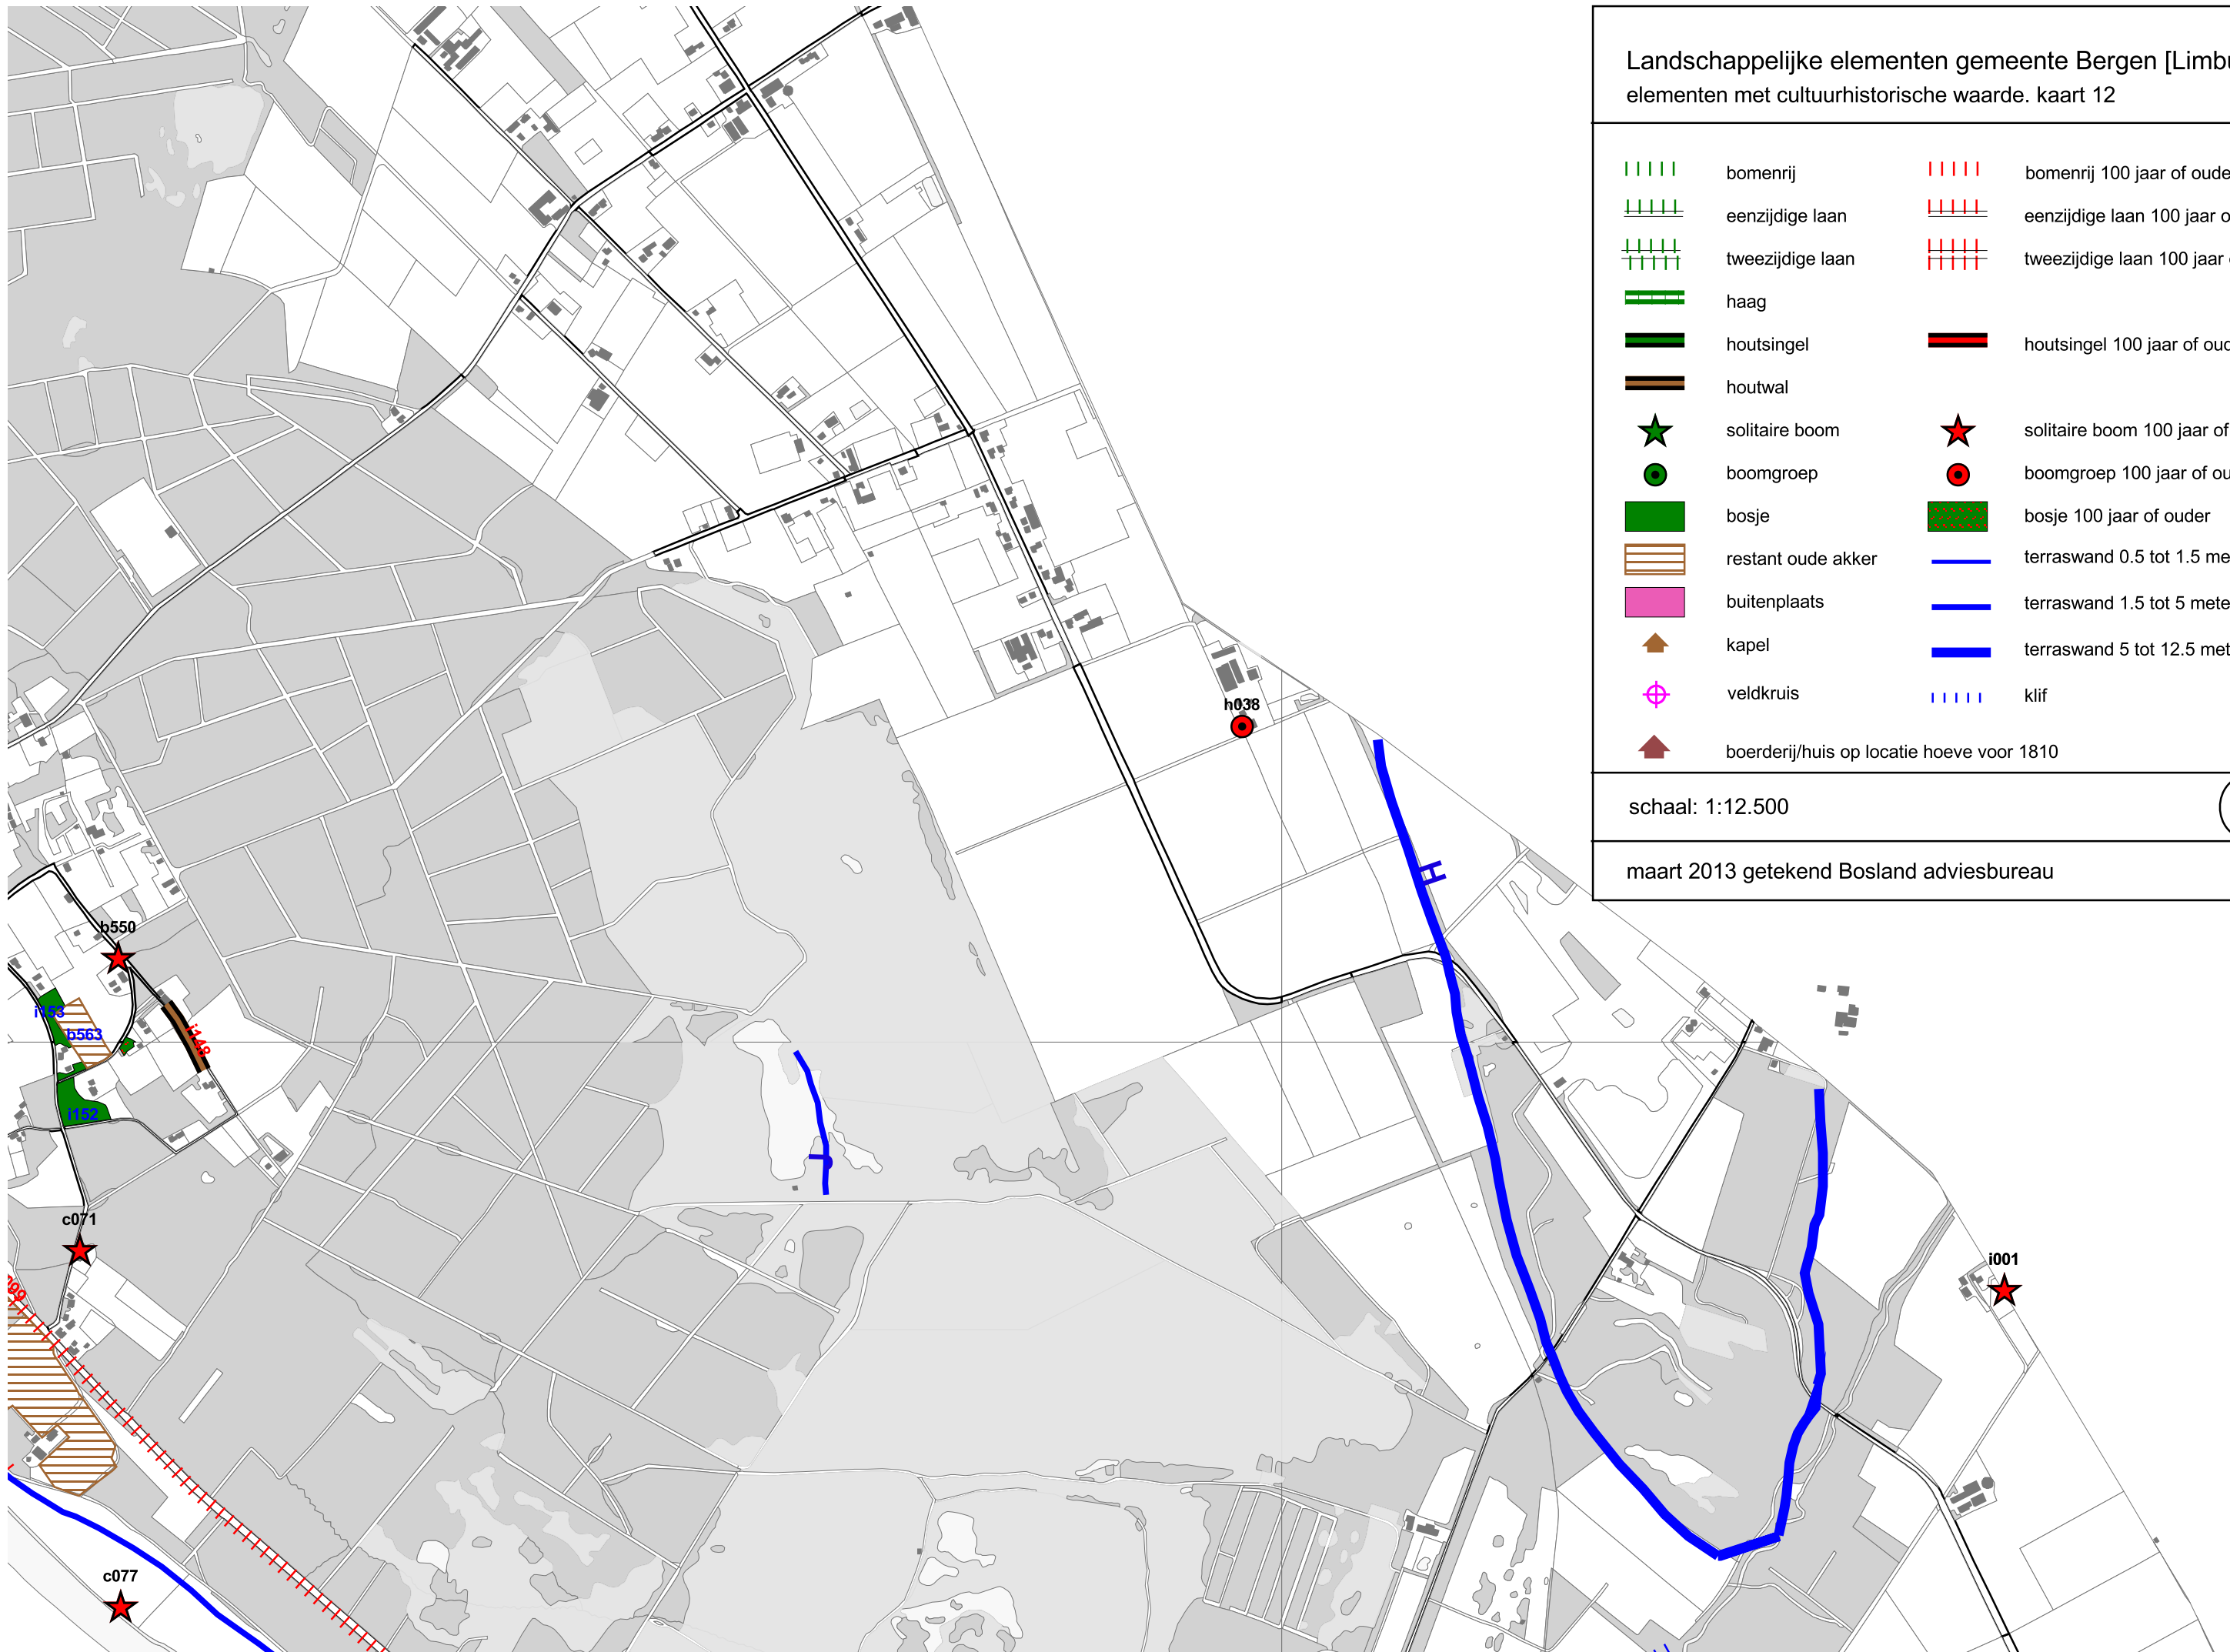 Landschappelijke elementen gemeente Bergen [Limbu
elementen met cultuurhistorische waarde. kaart 12
bomenrij
bomenrij 100 jaar of oude
eenzijdige laan
eenzijdige laan 100 jaar o
tweezijdige laan
tweezijdige laan 100 jaar
haag
houtsingel
houtsingel 100 jaar of oud
houtwal
solitaire boom
solitaire boom 100 jaar of
boomgroep
boomgroep 100 jaar of ou
bosje
bosje 100 jaar of ouder
restant oude akker
terraswand 0.5 tot 1.5 me
buitenplaats
terraswand 1.5 tot 5 mete
kapel
terraswand 5 tot 12.5 met
veldkruis
klif
boerderij/huis op locatie hoeve voor 1810
schaal: 1:12.500
maart 2013 getekend Bosland adviesbureau
h038
H
b550
i153
b563
i148
i152
c071
i001
c077